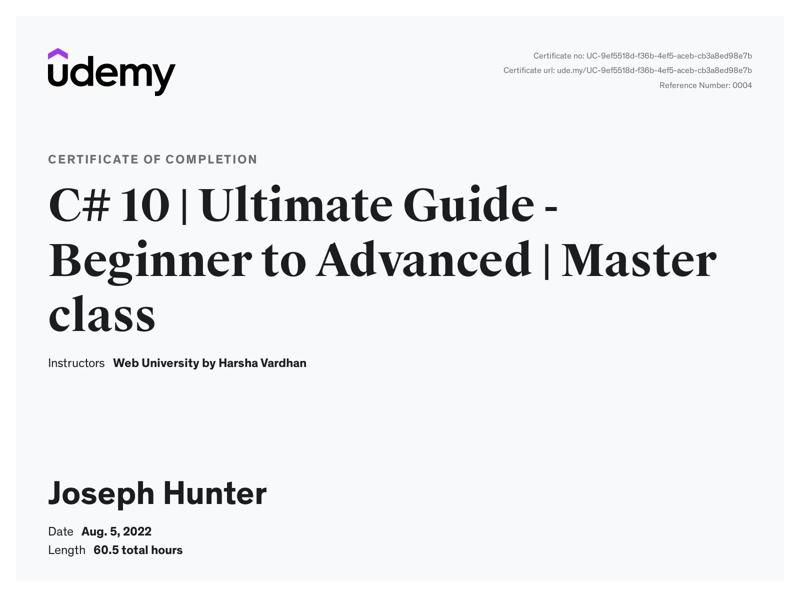 udemy
Certificate no: UC-9ef5518d-f36b-4ef5-aceb-cb3a8ed98e7b
Certificate url: ude.my/UC-9ef5518d-f36b-4ef5-aceb-cb3a8ed98e7b
Reference Number: 0004
CERTIFICATE OF COMPLETION
C# 10 | Ultimate Guide -
Beginner to Advanced | Master
class
Instructors Web University by Harsha Vardhan
Joseph Hunter
Date Aug. 5, 2022
Length 60.5 total hours